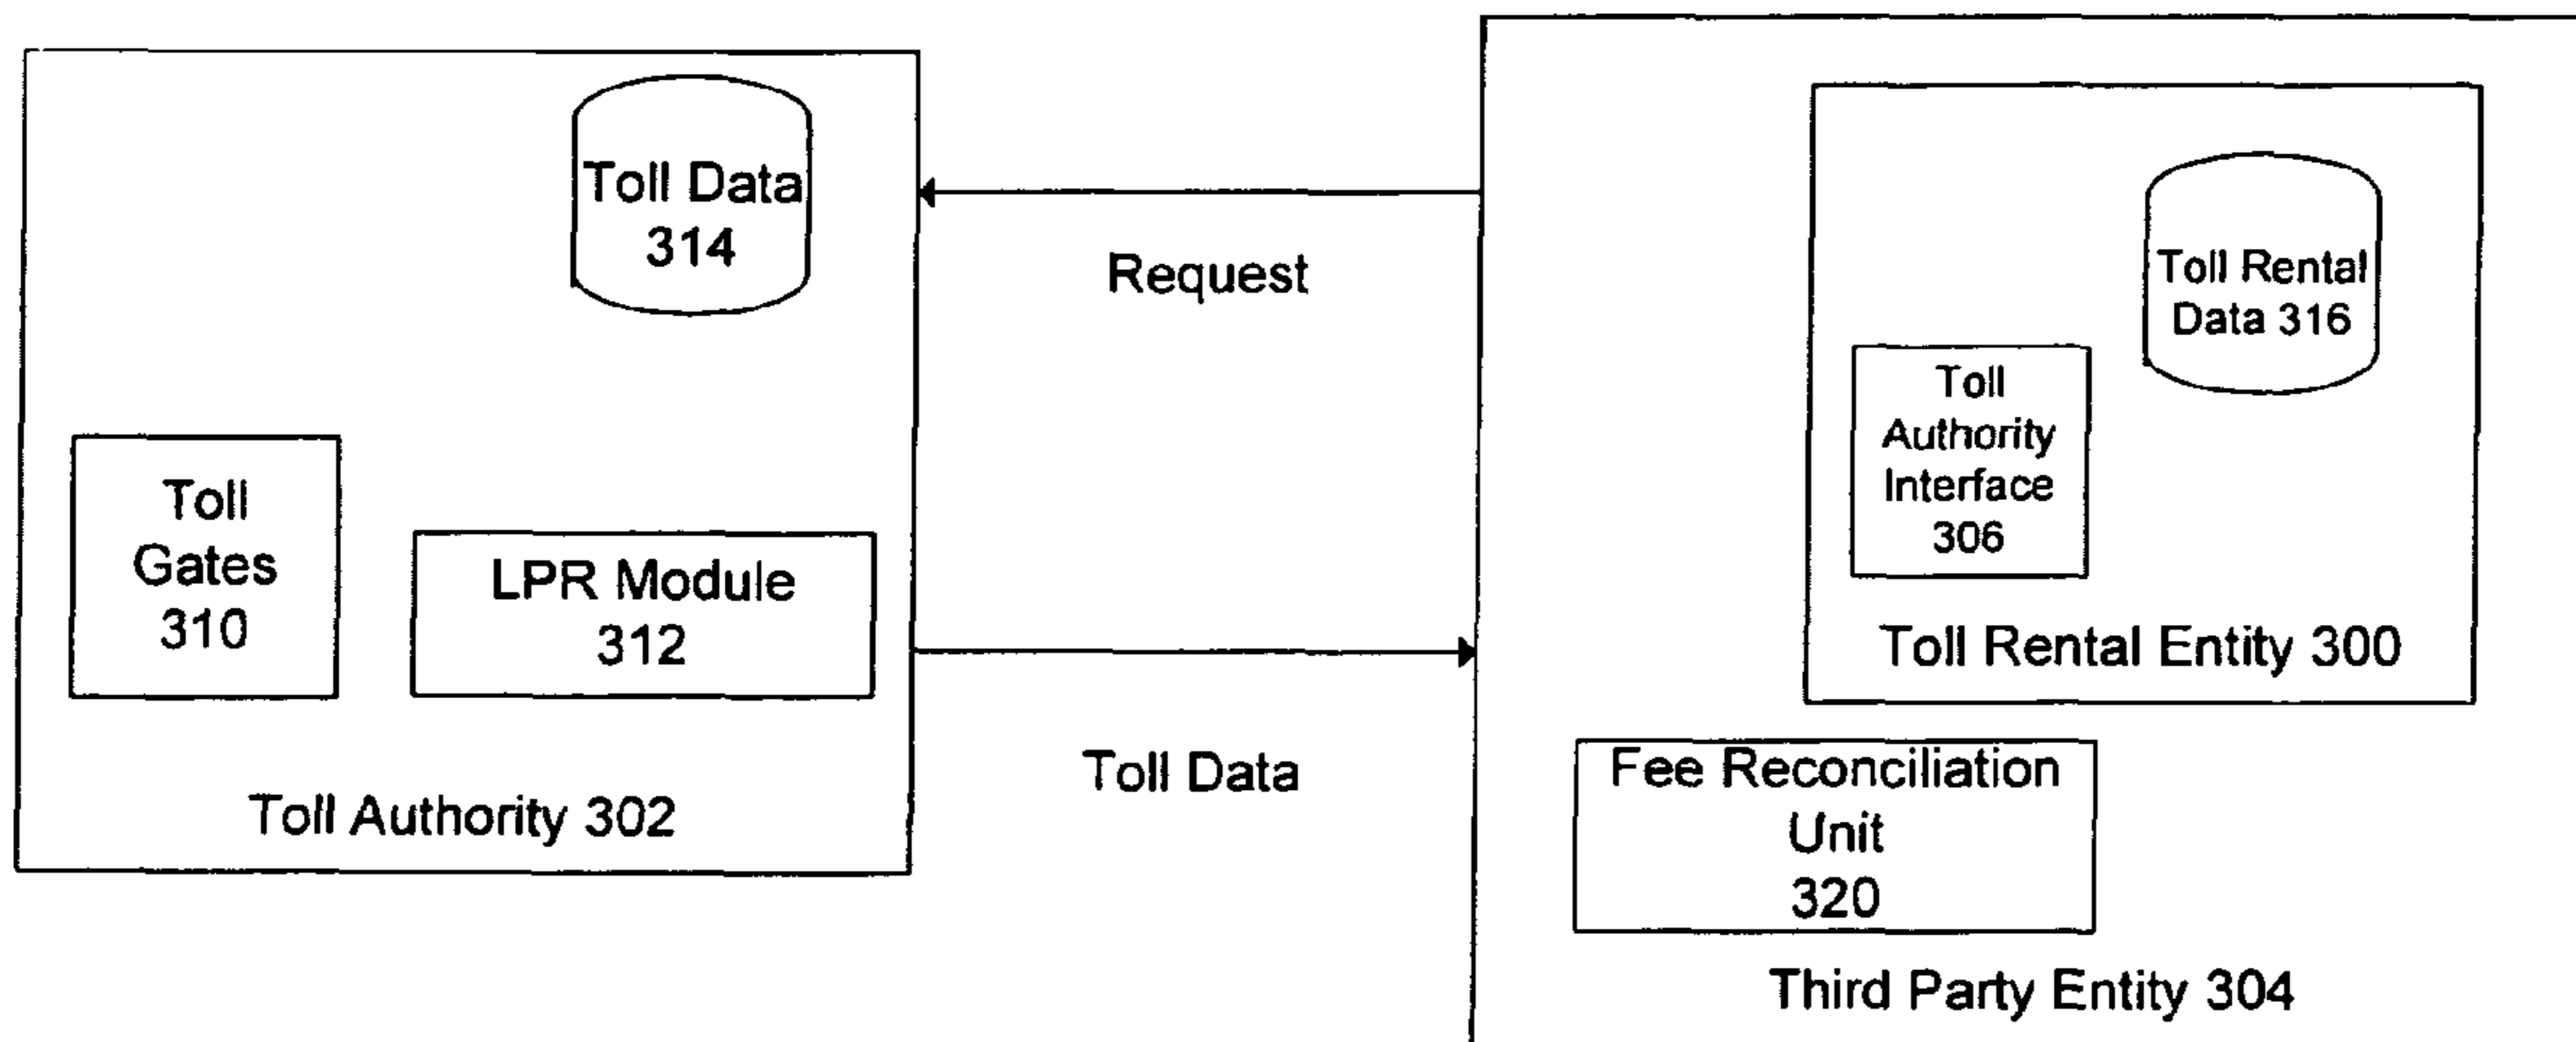 Toll Data
314
Request
Toll Rental
Data 316
Toll
Authority
Interface
306
Toll
Gates
310
LPR Module
312
Toll Rental Entity 300
Toll Data
Fee Reconciliation
Unit
320
Toll Authority 302
Third Party Entity 304